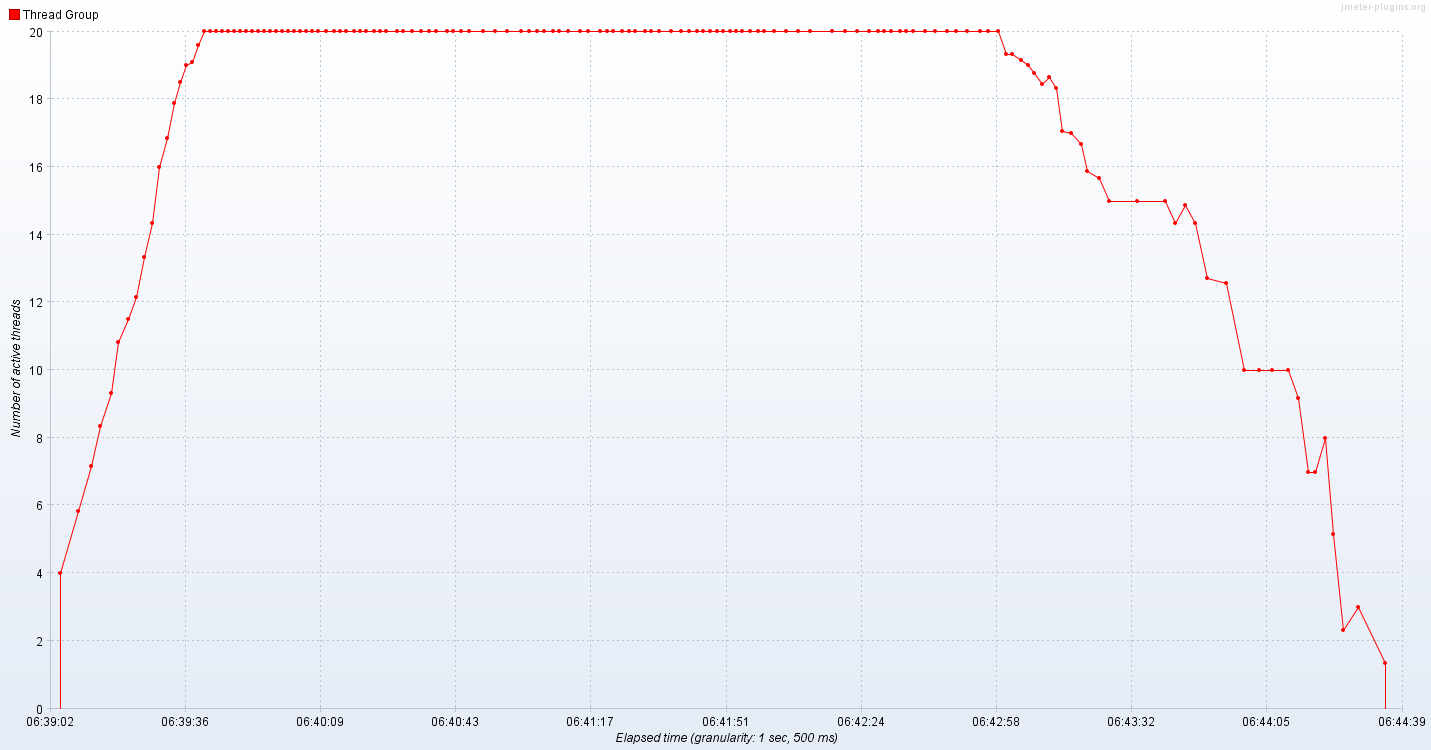 jmeter-plugins.org
Thread Group
20
18
16
14
12
10
8
6
4
2
0
Number of active threads
06:39:02 06:39:36 06:40:09 06:40:43 06:41:17 06:41:51 06:42:24 06:42:58 06:43:32 06:44:05 06:44:39
Elapsed time (granularity: 1 sec, 500 ms)